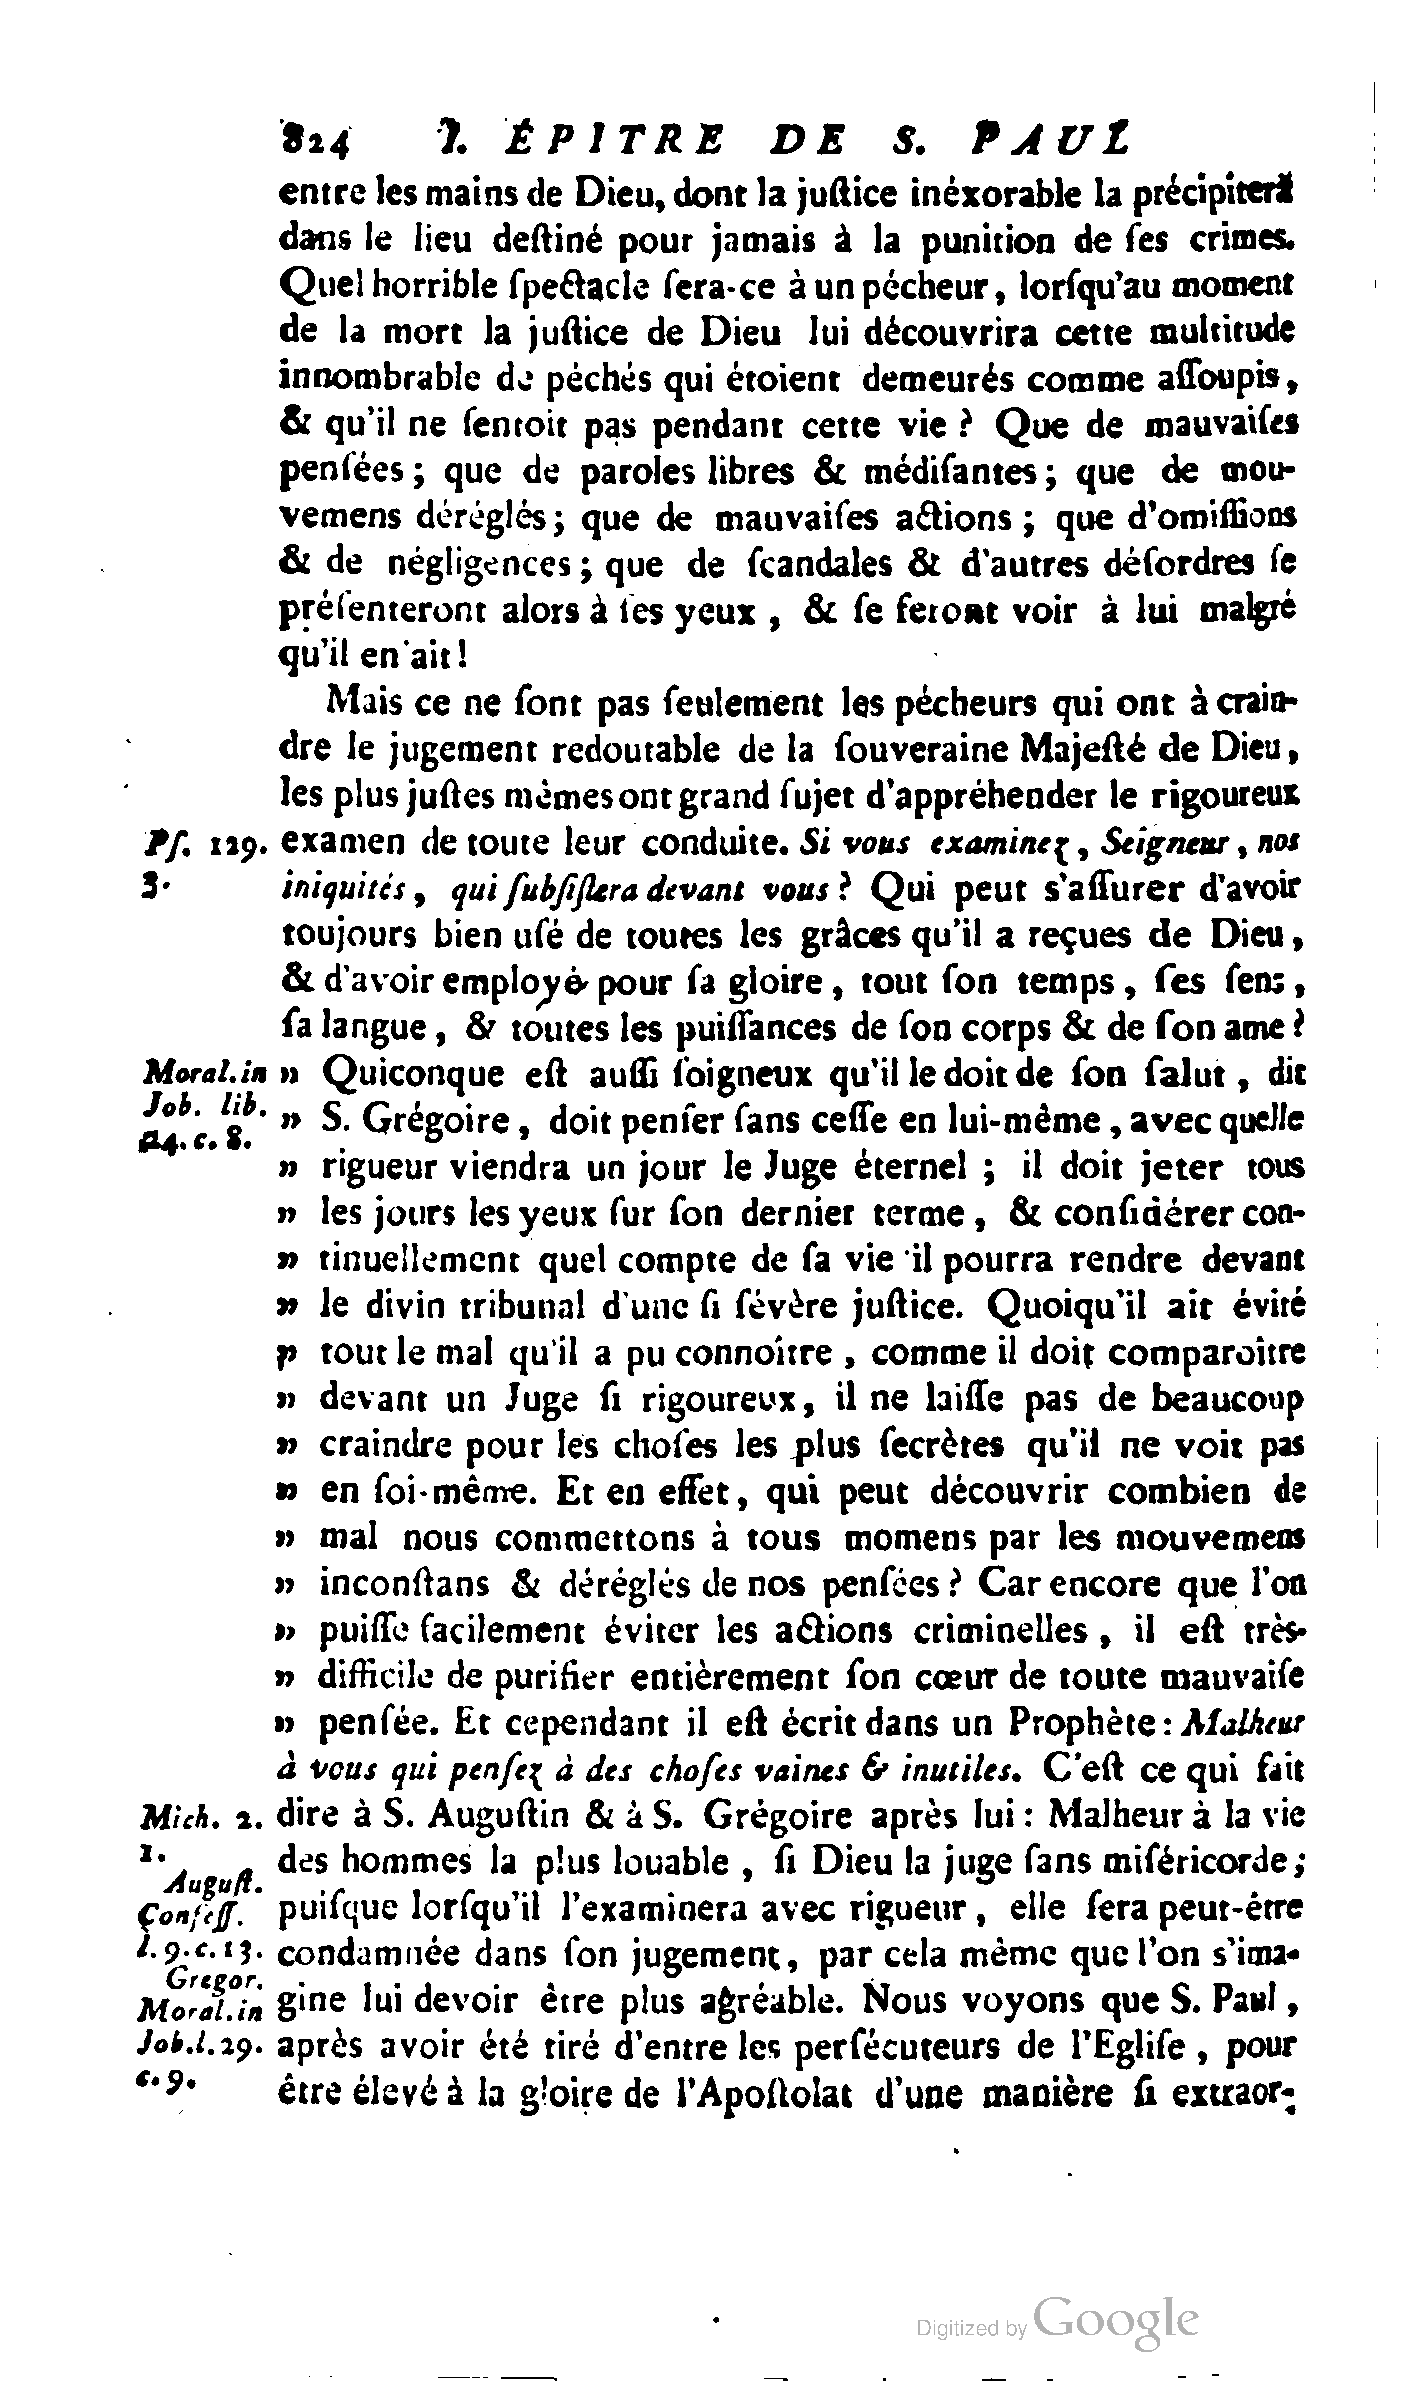 824 I. ÉPITRE DE S. PAUL
entre les mains de Dieu, dont la juſtice inéxorable la précipitera
dans le lieu deſtiné pour jamais à la punition de ſes crimes.
Quel horrible ſpectacle ſera-ce à un pécheur, lorſqu'au moment
de la mort la juſtice de Dieu lui découvrira cette multitude
innombrable de péchés qui étoient demeurés comme aſſoupis,
& qu'il ne ſentoit pas pendant cette vie ? Que de mauvaiſes
penſées ; que de paroles libres & médiſantes ; que de mou-
vemens déréglés ; que de mauvaiſes actions ; que d'omiſſions
& de négligences ; que de ſcandales & d'autres déſordres ſe
préſenteront alors à ſes yeux , & ſe feront voir à lui malgré
qu'il en ait !
Mais ce ne ſont pas ſeulement les pécheurs qui ont à crain-
dre le jugement redoutable de la ſouveraine Majeſté de Dieu,
les plus juſtes mêmes ont grand ſujet d'appréhender le rigoureux
Pſ. 129. examen de toute leur conduite. Si vous examinez , Seigneur , nos
3. iniquités , qui ſubſiſtera devant vous ? Qui peut s'aſſurer d'avoir
toujours bien uſé de toutes les grâces qu'il a reçues de Dieu ,
& d'avoir employé pour ſa gloire , tout ſon temps , ſes ſens ,
ſa langue , & toutes les puiſſances de ſon corps & de ſon ame ?
Moral. in » Quiconque eſt auſſi ſoigneux qu'il le doit de ſon ſalut , dit
Job. lib. » S. Grégoire , doit penſer ſans ceſſe en lui-même , avec quelle
24. c. 8.
» rigueur viendra un jour le Juge éternel ; il doit jeter tous
» les jours les yeux ſur ſon dernier terme , & conſidérer con-
» tinuellement quel compte de ſa vie il pourra rendre devant
» le divin tribunal d'une ſi ſévère juſtice. Quoiqu'il ait évité
» tout le mal qu'il a pu connoître , comme il doit comparoître
» devant un Juge ſi rigoureux, il ne laiſſe pas de beaucoup
» craindre pour les choſes les plus ſecrètes qu'il ne voit pas
» en ſoi-même. Et en effet, qui peut découvrir combien de
» mal nous commettons à tous momens par les mouvemens
» inconſtans & déréglés de nos penſées ? Car encore que l'on
» puiſſe facilement éviter les actions criminelles , il eſt très-
» difficile de purifier entièrement ſon cœur de toute mauvaiſe
» penſée. Et cependant il eſt écrit dans un Prophète : Malheur
à vous qui penſez à des choſes vaines & inutiles. C'eſt ce qui fait
Mich. 2. dire à S. Auguſtin & à S. Grégoire après lui : Malheur à la vie
1. des hommes la plus louable , ſi Dieu la juge ſans miſéricorde ;
Auguſt.
Confeſſ. puiſque lorſqu'il l'examinera avec rigueur , elle ſera peut-être
l. 9. c. 13. condamnée dans ſon jugement, par cela même que l'on s'ima-
Gregor.
Moral. in gine lui devoir être plus agréable. Nous voyons que S. Paul ,
Job. l. 29. après avoir été tiré d'entre les perſécuteurs de l'Egliſe , pour
c. 9. être élevé à la gloire de l'Apoſtolat d'une manière ſi extraor-
Digitized by Google